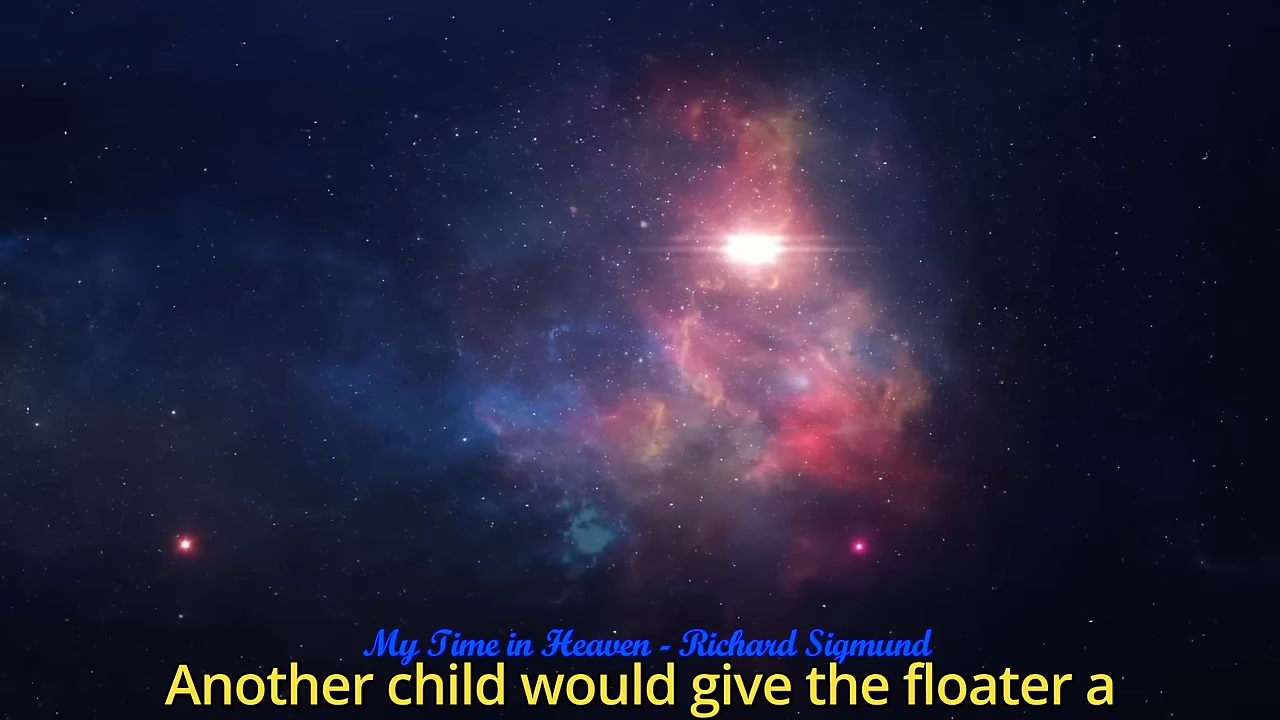 My Time in Heaven - Richard Sigmund
Another child would give the floater a